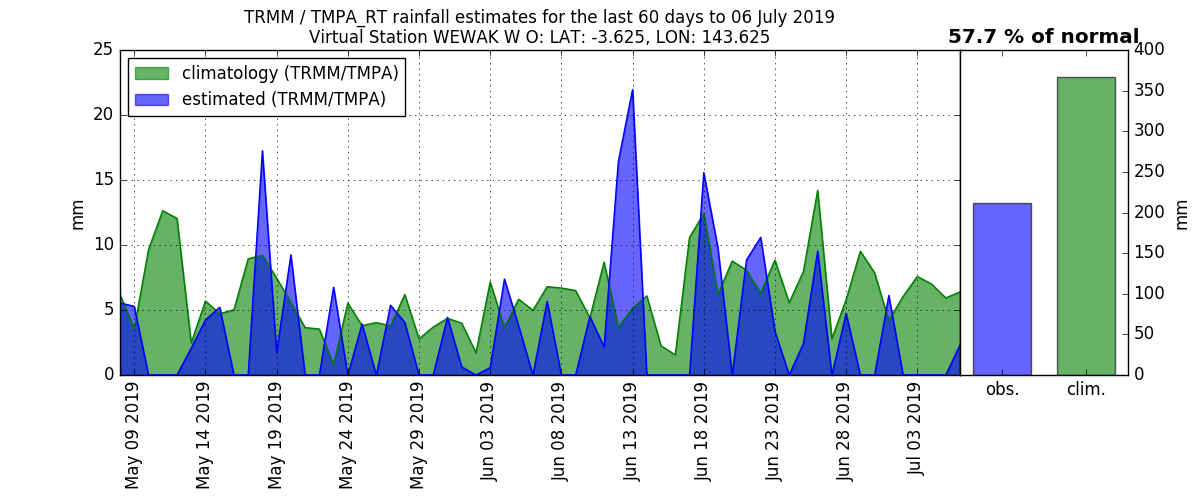 TRMM / TMPA_RT rainfall estimates for the last 60 days to 06 July 2019
Virtual Station WEWAK W O: LAT: -3.625, LON: 143.625
57.7 % of normal
climatology (TRMM/TMPA)
estimated (TRMM/TMPA)
25
20
15
10
5
0
mm
May 09 2019
May 14 2019
May 19 2019
May 24 2019
May 29 2019
Jun 03 2019
Jun 08 2019
Jun 13 2019
Jun 18 2019
Jun 23 2019
Jun 28 2019
Jul 03 2019
obs.
clim.
400
350
300
250
200
150
100
50
0
mm